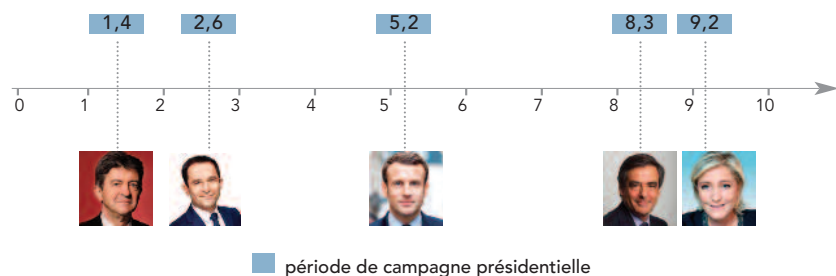 1,4 2,6 5,2 8,3 9,2
0 1 2 3 4 5 6 7 8 9 10
période de campagne présidentielle